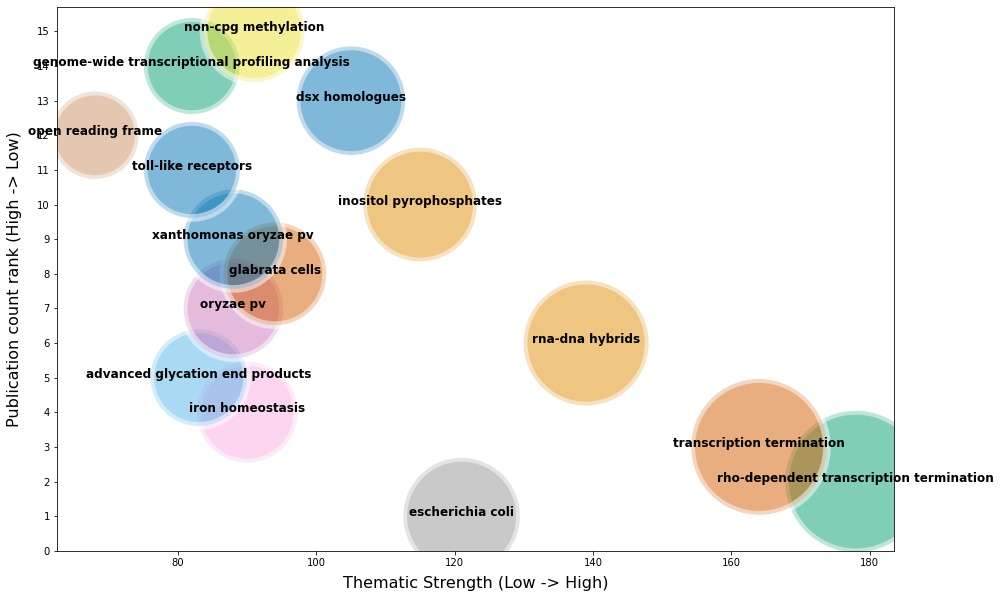 15
non-cpg methylation
14
genome-wide transcriptional profiling analysis
13
dsx homologues
12
open reading frame
11
toll-like receptors
10
inositol pyrophosphates
9
xanthomonas oryzae pv
8
glabrata cells
7
oryzae pv
6
rna-dna hybrids
5
advanced glycation end products
4
iron homeostasis
3
transcription termination
2
rho-dependent transcription termination
1
escherichia coli
0
80 100 120 140 160 180
Thematic Strength (Low -> High)
Publication count rank (High -> Low)